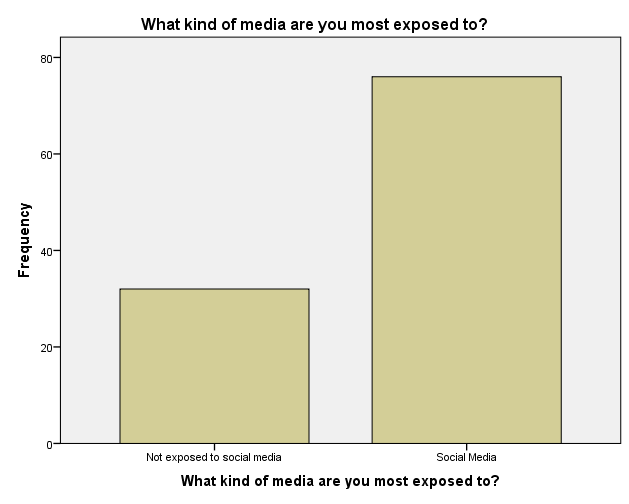 What kind of media are you most exposed to?
80
60
40
20
0
Frequency
Not exposed to social media
Social Media
What kind of media are you most exposed to?